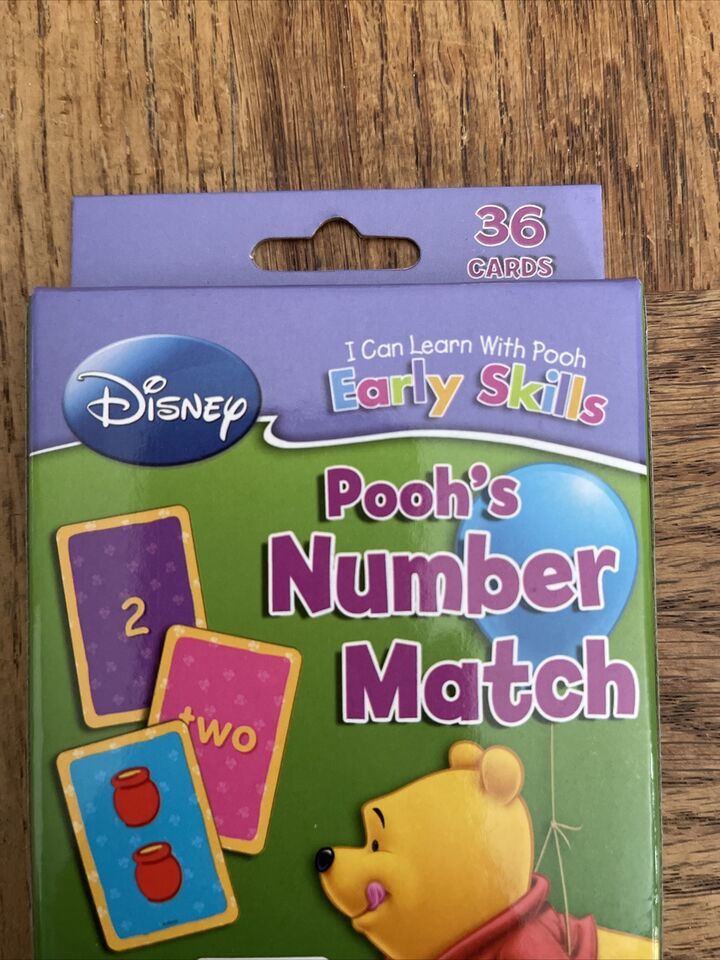 36
CARDS
I Can Learn With Pooh
Early Skills
Disney
Pooh's
Number
Match
2
two